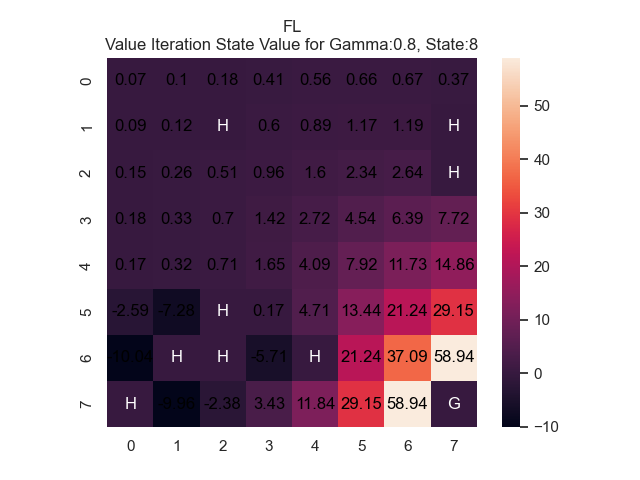 FL
Value Iteration State Value for Gamma:0.8, State:8
0 0.07 0.1 0.18 0.41 0.56 0.66 0.67 0.37
1 0.09 0.12 H 0.6 0.89 1.17 1.19 H
2 0.15 0.26 0.51 0.96 1.6 2.34 2.64 H
3 0.18 0.33 0.7 1.42 2.72 4.54 6.39 7.72
4 0.17 0.32 0.71 1.65 4.09 7.92 11.73 14.86
5 -2.59 -7.28 H 0.17 4.71 13.44 21.24 29.15
6 -10.04 H H -5.71 H 21.24 37.09 58.94
7 H -9.96 -2.38 3.43 11.84 29.15 58.94 G
0 1 2 3 4 5 6 7
50
40
30
20
10
0
−10